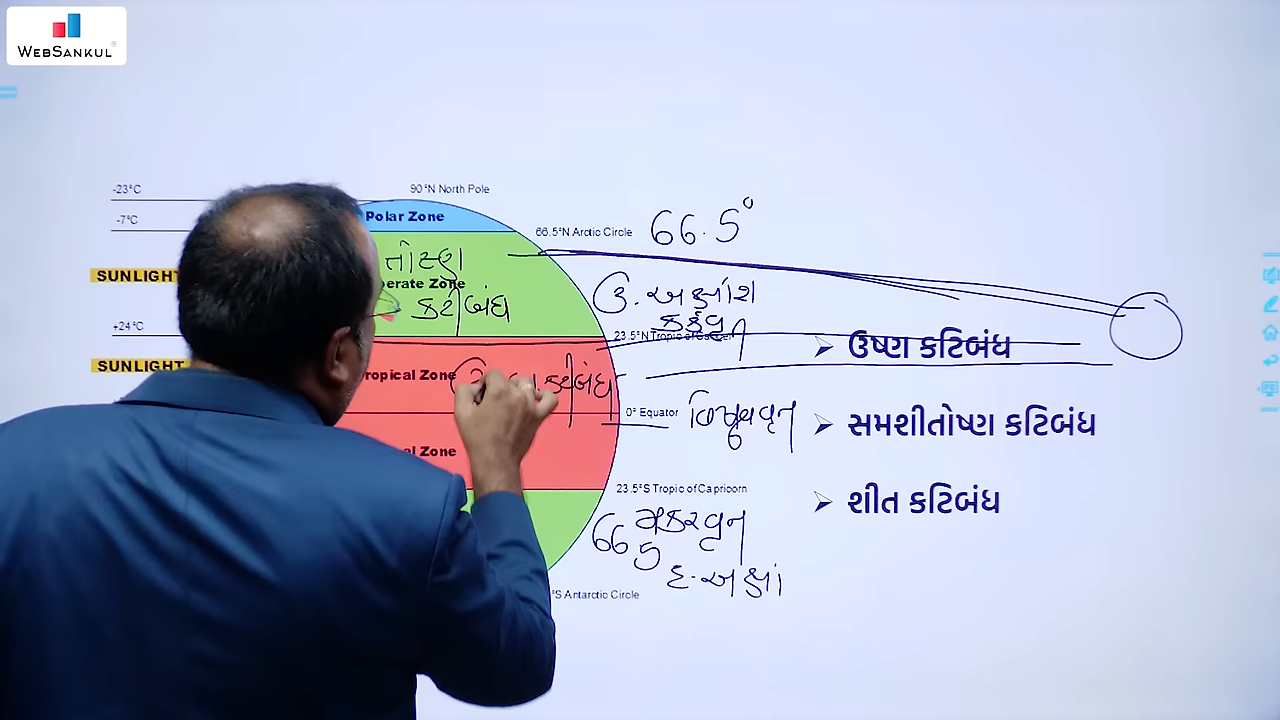 WEBSANKUL
-23°C
90°N North Pole
-7°C
Polar Zone
66.5°N Arctic Circle
66.5°
SUNLIGHT
perate Zone
કટિબંધ
ઉ. અક્ષાંશ
કર્કવૃ
+24°C
23.5°N Tropic of Cancer
ઉષ્ણ કટિબંધ
SUNLIGHT
ropical Zone
કટિબંધ
0° Equator
વિષુવવૃત
સમશીતોષ્ણ કટિબંધ
al Zone
23.5°S Tropic of Capricorn
શીત કટિબંધ
મકરવૃત
66 5
દ. અક્ષાં
°S Antarctic Circle